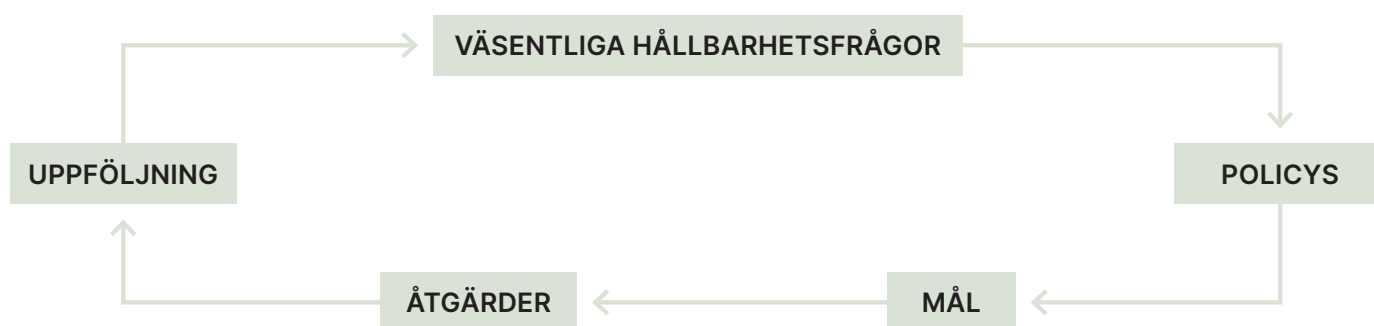 VÄSENTLIGA HÅLLBARHETSFRÅGOR
UPPFÖLJNING
POLICYS
ÅTGÄRDER
MÅL